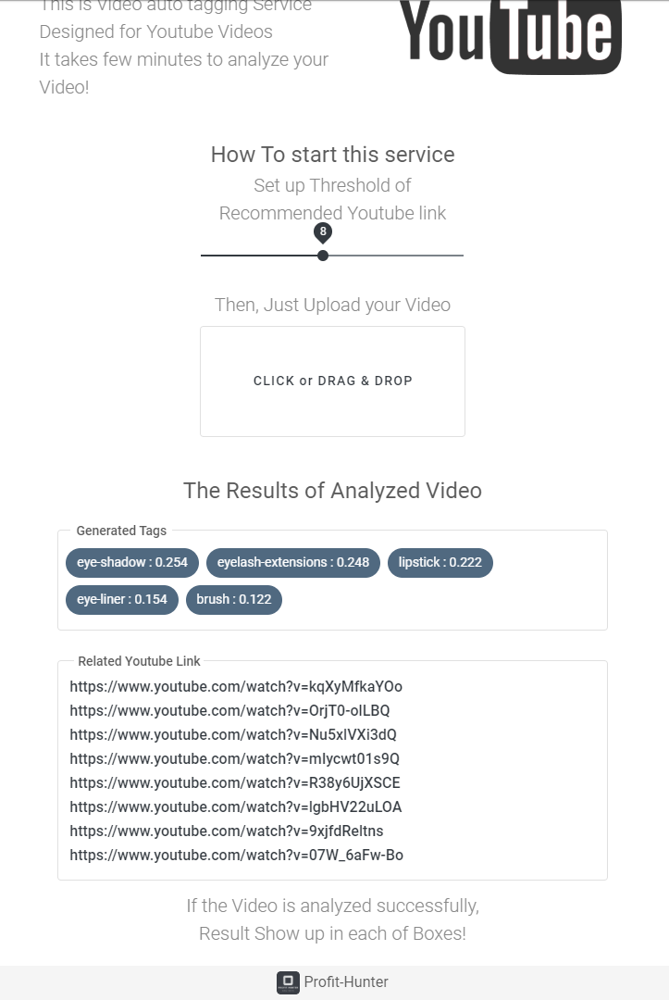 This is Video auto tagging Service
Designed for Youtube Videos
It takes few minutes to analyze your
Video!
YouTube
How To start this service
Set up Threshold of
Recommended Youtube link
8
Then, Just Upload your Video
CLICK or DRAG & DROP
The Results of Analyzed Video
Generated Tags
eye-shadow : 0.254 eyelash-extensions : 0.248 lipstick : 0.222
eye-liner : 0.154 brush : 0.122
Related Youtube Link
https://www.youtube.com/watch?v=kqXyMfkaYOo
https://www.youtube.com/watch?v=OrjT0-olLBQ
https://www.youtube.com/watch?v=Nu5xlVXi3dQ
https://www.youtube.com/watch?v=mIycwt01s9Q
https://www.youtube.com/watch?v=R38y6UjXSCE
https://www.youtube.com/watch?v=lgbHV22uLOA
https://www.youtube.com/watch?v=9xjfdReltns
https://www.youtube.com/watch?v=07W_6aFw-Bo
If the Video is analyzed successfully,
Result Show up in each of Boxes!
Profit-Hunter